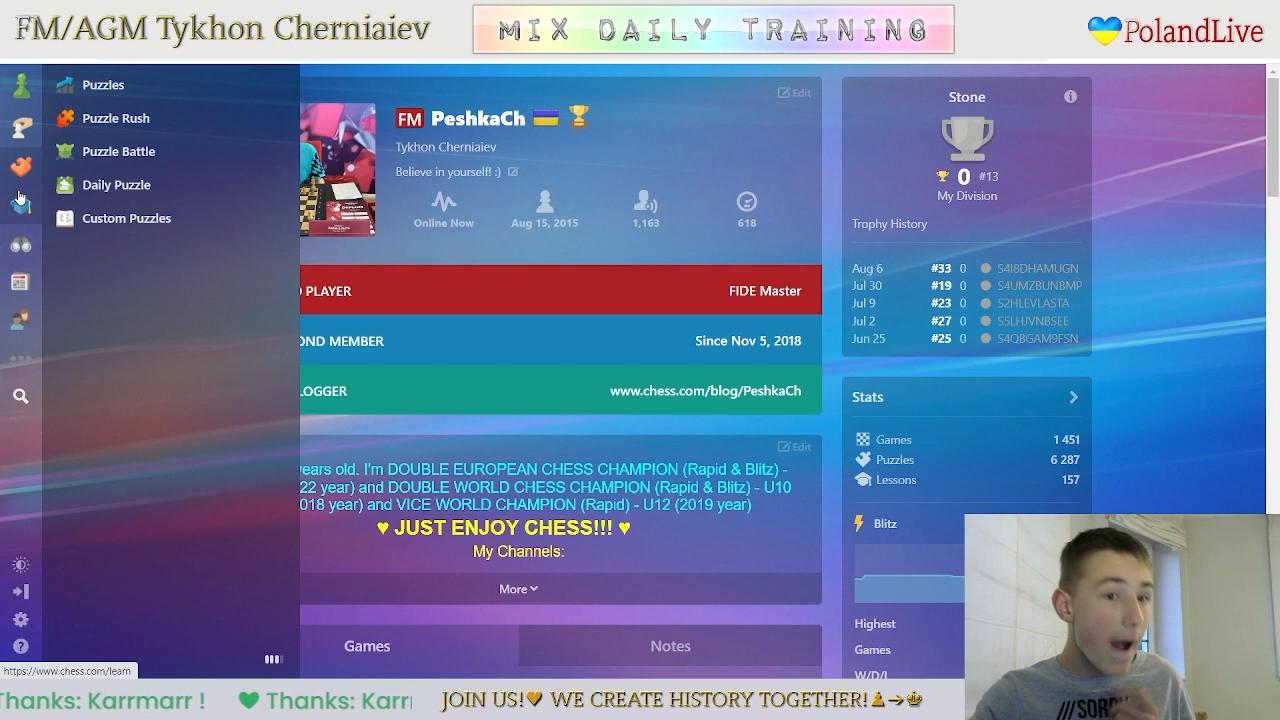 FM/AGM Tykhon Cherniaiev
MIX DAILY TRAINING
PolandLive
Puzzles
Puzzle Rush
Puzzle Battle
Daily Puzzle
Custom Puzzles
Edit
FM PeshkaCh
Tykhon Cherniaiev
Believe in yourself! :)
Online Now
Aug 15, 2015
1,163
618
PLAYER
FIDE Master
OND MEMBER
Since Nov 5, 2018
LOGGER
www.chess.com/blog/PeshkaCh
Edit
years old. I'm DOUBLE EUROPEAN CHESS CHAMPION (Rapid & Blitz) -
22 year) and DOUBLE WORLD CHESS CHAMPION (Rapid & Blitz) - U10
018 year) and VICE WORLD CHAMPION (Rapid) - U12 (2019 year)
♥ JUST ENJOY CHESS!!! ♥
My Channels:
More
Games
Notes
Stone
0 #13
My Division
Trophy History
Aug 6 #33 0 S4I8DHAMUGN
Jul 30 #19 0 S4UMZBUNBMP
Jul 9 #23 0 S2HLEVLASTA
Jul 2 #27 0 S5LHJVNBSEE
Jun 25 #25 0 S4QBGAM9FSN
Stats
Games 1 451
Puzzles 6 287
Lessons 157
Blitz
Highest
Games
W/D/L
///SORRY
https://www.chess.com/learn
Thanks: Karrmarr ! ♥ Thanks: Karr
JOIN US!♥ WE CREATE HISTORY TOGETHER!♟→♚